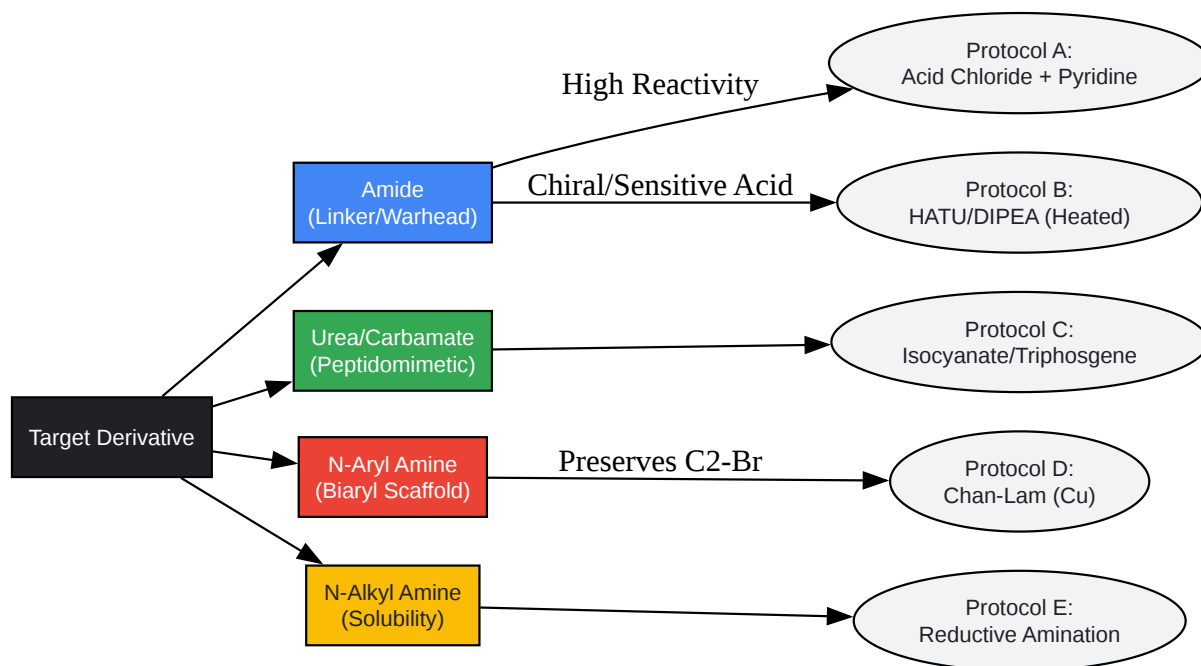 Target Derivative
Amide
(Linker/Warhead)
Urea/Carbamate
(Peptidomimetic)
N-Aryl Amine
(Biaryl Scaffold)
N-Alkyl Amine
(Solubility)
High Reactivity
Chiral/Sensitive Acid
Preserves C2-Br
Protocol A:
Acid Chloride + Pyridine
Protocol B:
HATU/DIPEA (Heated)
Protocol C:
Isocyanate/Triphosgene
Protocol D:
Chan-Lam (Cu)
Protocol E:
Reductive Amination